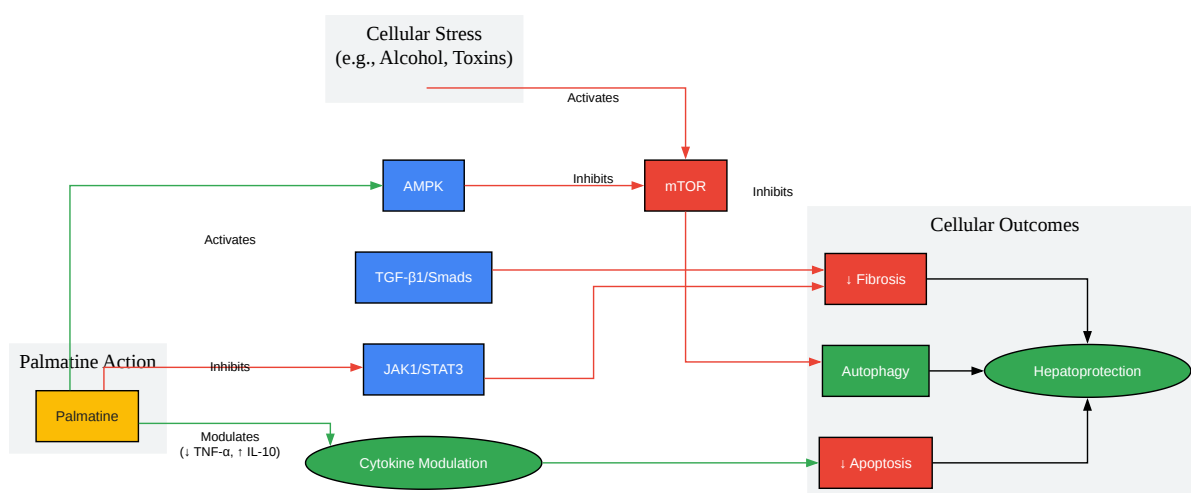 Cellular Stress
(e.g., Alcohol, Toxins)
Activates
AMPK
Inhibits
mTOR
Inhibits
Cellular Outcomes
Activates
TGF-β1/Smads
↓ Fibrosis
Palmatine Action
Inhibits
JAK1/STAT3
Autophagy
Hepatoprotection
Palmatine
Modulates
(↓ TNF-α, ↑ IL-10)
Cytokine Modulation
↓ Apoptosis